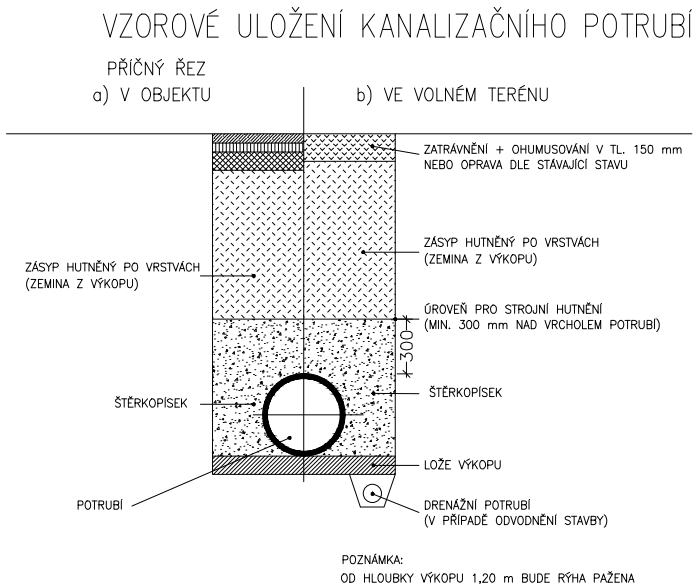 VZOROVÉ ULOŽENÍ KANALIZAČNÍHO POTRUBÍ
PŘÍČNÝ ŘEZ
a) V OBJEKTU
b) VE VOLNÉM TERÉNU
ZATRÁVNĚNÍ + OHUMUSOVÁNÍ V TL. 150 mm
NEBO OPRAVA DLE STÁVAJÍCÍ STAVU
ZÁSYP HUTNĚNÝ PO VRSTVÁCH
(ZEMINA Z VÝKOPU)
ZÁSYP HUTNĚNÝ PO VRSTVÁCH
(ZEMINA Z VÝKOPU)
ÚROVEŇ PRO STROJNÍ HUTNĚNÍ
(MIN. 300 mm NAD VRCHOLEM POTRUBÍ)
300
ŠTĚRKOPÍSEK
ŠTĚRKOPÍSEK
LOŽE VÝKOPU
POTRUBÍ
DRENÁŽNÍ POTRUBÍ
(V PŘÍPADĚ ODVODNĚNÍ STAVBY)
POZNÁMKA:
OD HLOUBKY VÝKOPU 1,20 m BUDE RÝHA PAŽENA